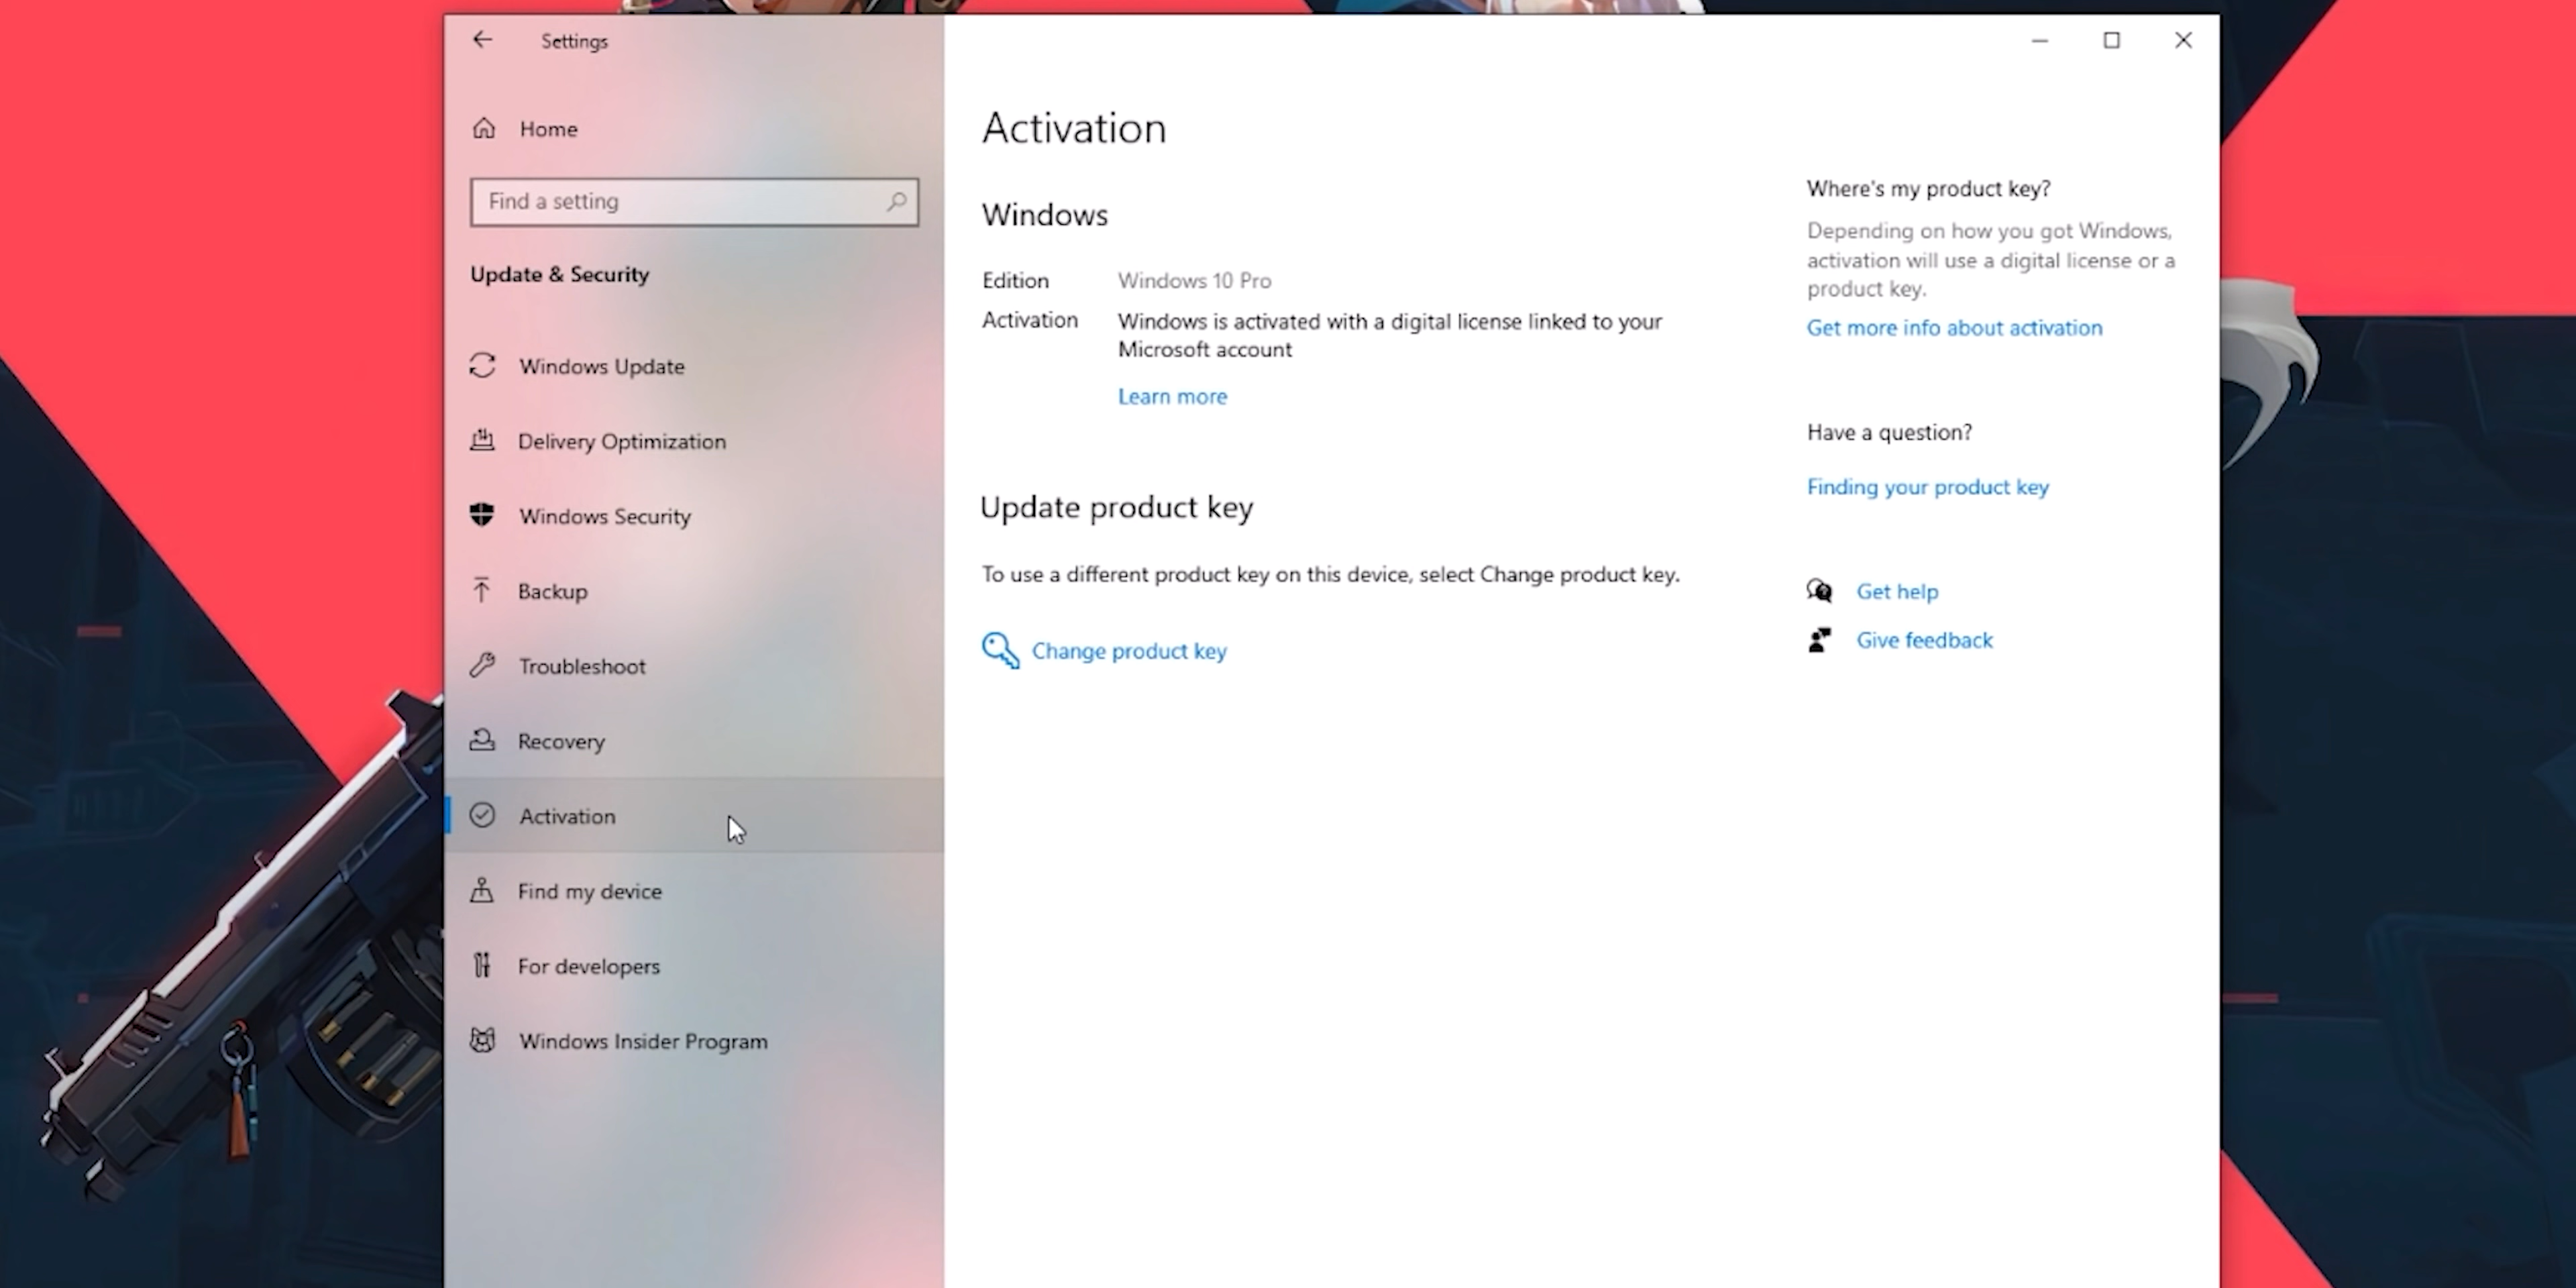 Settings
Home
Find a setting
Update & Security
Windows Update
Delivery Optimization
Windows Security
Backup
Troubleshoot
Recovery
Activation
Find my device
For developers
Windows Insider Program
Activation
Windows
Edition Windows 10 Pro
Activation Windows is activated with a digital license linked to your
Microsoft account
Learn more
Update product key
To use a different product key on this device, select Change product key.
Change product key
Where's my product key?
Depending on how you got Windows,
activation will use a digital license or a
product key.
Get more info about activation
Have a question?
Finding your product key
Get help
Give feedback